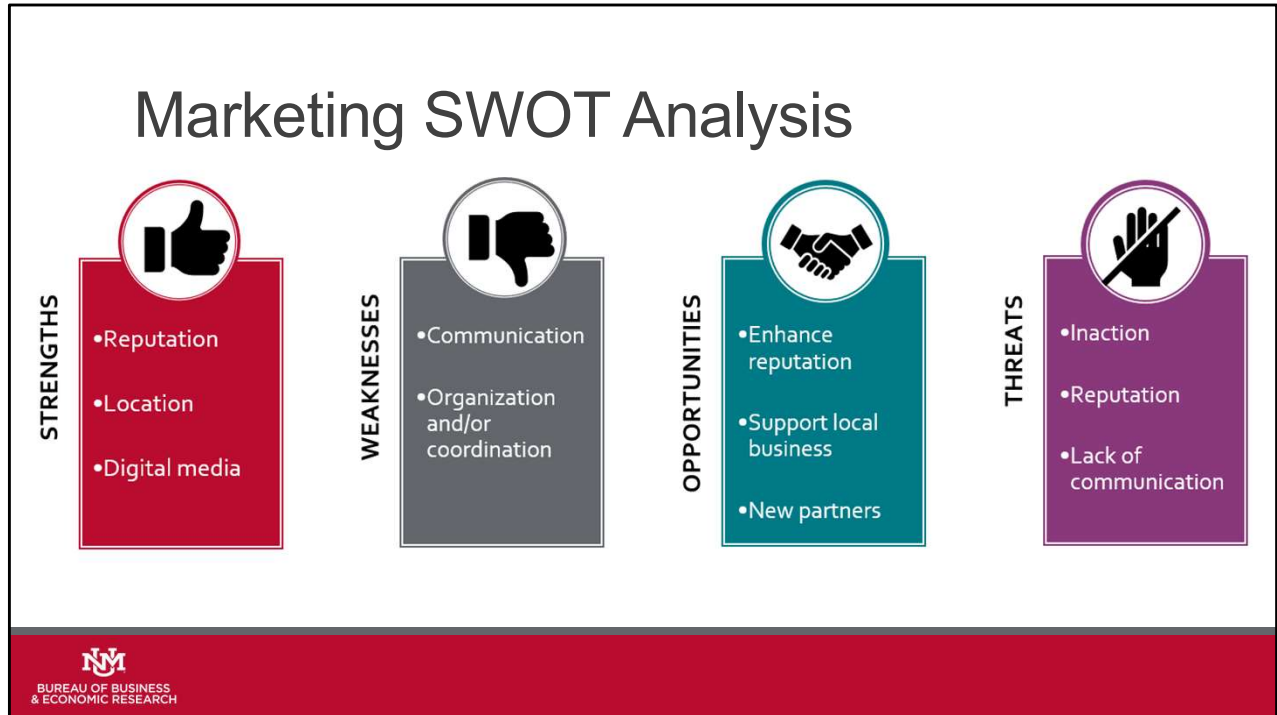 Marketing SWOT Analysis
STRENGTHS
•Reputation
•Location
•Digital media
WEAKNESSES
•Communication
•Organization
and/or
coordination
OPPORTUNITIES
•Enhance
reputation
•Support local
business
•New partners
THREATS
•Inaction
•Reputation
•Lack of
communication
UNM
BUREAU OF BUSINESS
& ECONOMIC RESEARCH